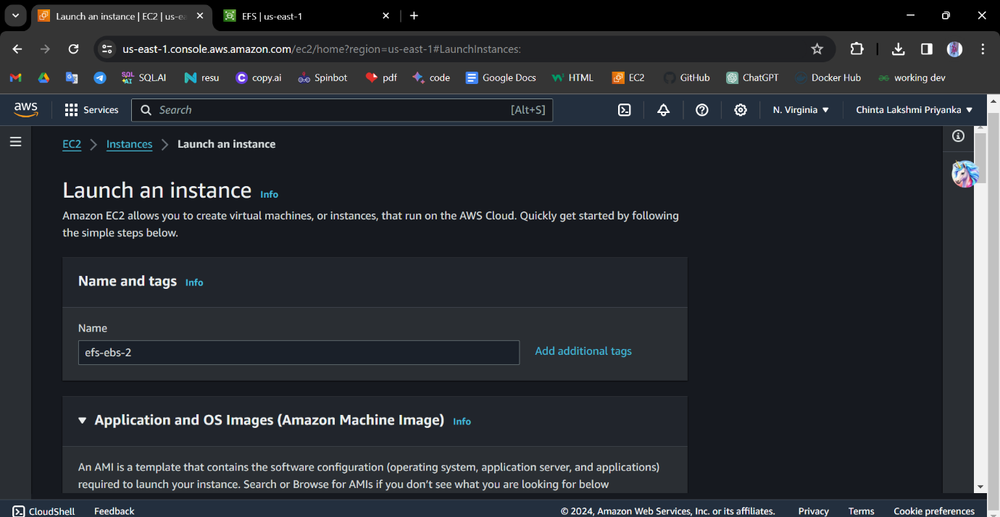 Launch an instance | EC2 | us-ea
EFS | us-east-1
us-east-1.console.aws.amazon.com/ec2/home?region=us-east-1#LaunchInstances:
SQL AI
SQL.AI
resu
C
copy.ai
Spinbot
pdf
code
Google Docs
HTML
EC2
GitHub
ChatGPT
Docker Hub
working dev
aws
Services
Search
[Alt+S]
N. Virginia
Chinta Lakshmi Priyanka
EC2
Instances
Launch an instance
Launch an instance Info
Amazon EC2 allows you to create virtual machines, or instances, that run on the AWS Cloud. Quickly get started by following
the simple steps below.
Name and tags Info
Name
efs-ebs-2
Add additional tags
Application and OS Images (Amazon Machine Image) Info
An AMI is a template that contains the software configuration (operating system, application server, and applications)
required to launch your instance. Search or Browse for AMIs if you don't see what you are looking for below
CloudShell
Feedback
© 2024, Amazon Web Services, Inc. or its affiliates.
Privacy
Terms
Cookie preferences